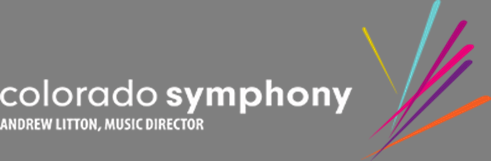 colorado symphony
ANDREW LITTON, MUSIC DIRECTOR